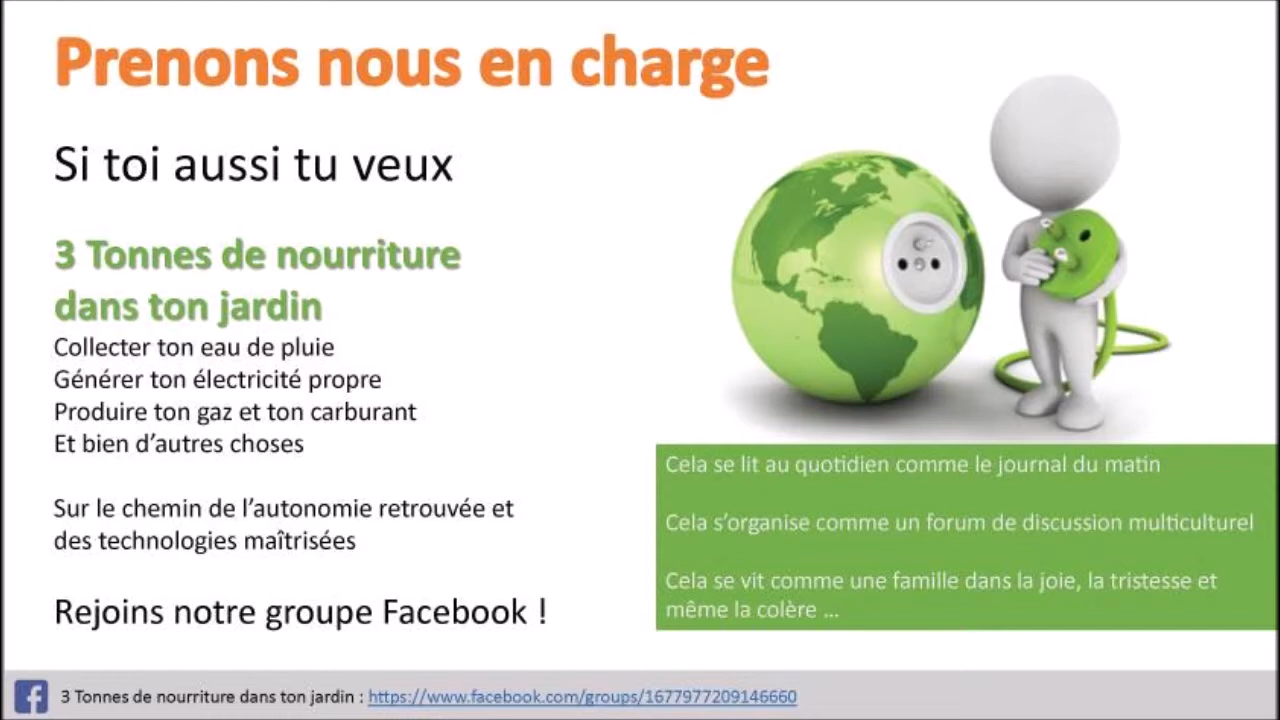 Prenons nous en charge
Si toi aussi tu veux
3 Tonnes de nourriture
dans ton jardin
Collecter ton eau de pluie
Générer ton électricité propre
Produire ton gaz et ton carburant
Et bien d’autres choses
Sur le chemin de l’autonomie retrouvée et
des technologies maîtrisées
Rejoins notre groupe Facebook !
Cela se lit au quotidien comme le journal du matin
Cela s’organise comme un forum de discussion multiculturel
Cela se vit comme une famille dans la joie, la tristesse et
même la colère ...
3 Tonnes de nourriture dans ton jardin : https://www.facebook.com/groups/1677977209146660